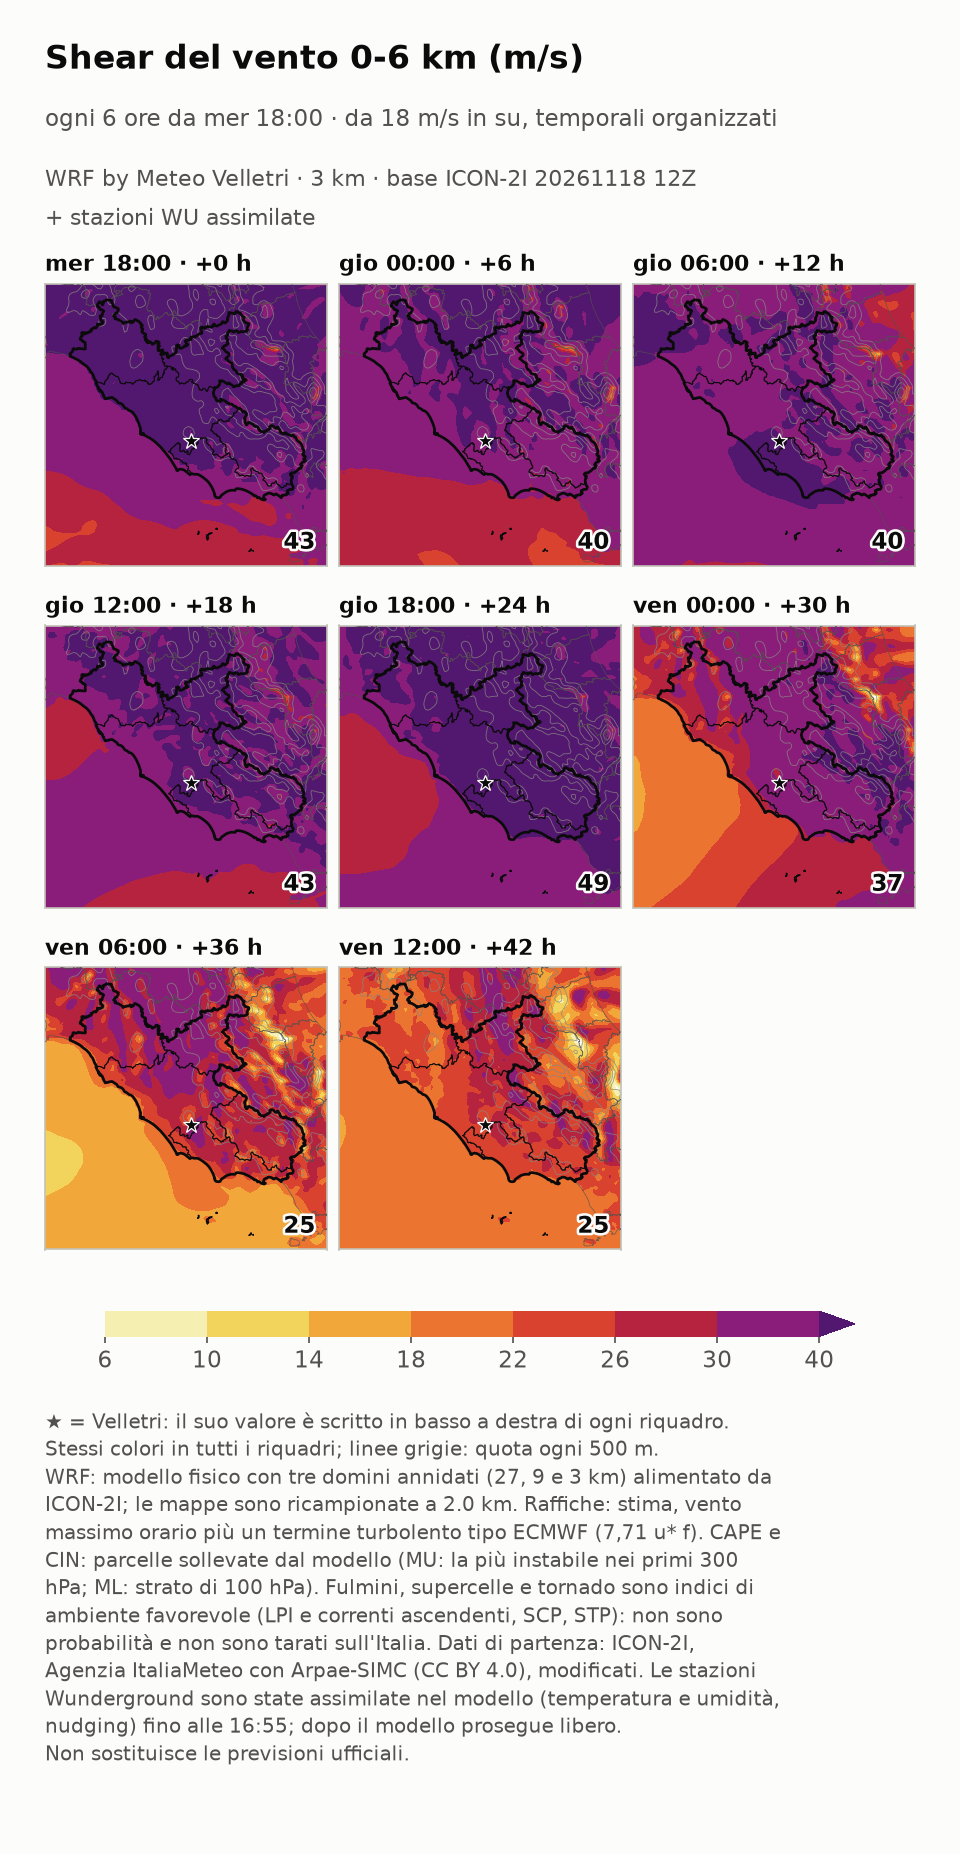 Shear del vento 0-6 km (m/s)
ogni 6 ore da mer 18:00 · da 18 m/s in su, temporali organizzati
WRF by Meteo Velletri · 3 km · base ICON-2I 20261118 12Z
+ stazioni WU assimilate
mer 18:00 · +0 h
gio 00:00 · +6 h
gio 06:00 · +12 h
43
40
40
gio 12:00 · +18 h
gio 18:00 · +24 h
ven 00:00 · +30 h
43
49
37
ven 06:00 · +36 h
ven 12:00 · +42 h
25
25
6 10 14 18 22 26 30 40
★ = Velletri: il suo valore è scritto in basso a destra di ogni riquadro.
Stessi colori in tutti i riquadri; linee grigie: quota ogni 500 m.
WRF: modello fisico con tre domini annidati (27, 9 e 3 km) alimentato da
ICON-2I; le mappe sono ricampionate a 2.0 km. Raffiche: stima, vento
massimo orario più un termine turbolento tipo ECMWF (7,71 u* f). CAPE e
CIN: parcelle sollevate dal modello (MU: la più instabile nei primi 300
hPa; ML: strato di 100 hPa). Fulmini, supercelle e tornado sono indici di
ambiente favorevole (LPI e correnti ascendenti, SCP, STP): non sono
probabilità e non sono tarati sull'Italia. Dati di partenza: ICON-2I,
Agenzia ItaliaMeteo con Arpae-SIMC (CC BY 4.0), modificati. Le stazioni
Wunderground sono state assimilate nel modello (temperatura e umidità,
nudging) fino alle 16:55; dopo il modello prosegue libero.
Non sostituisce le previsioni ufficiali.